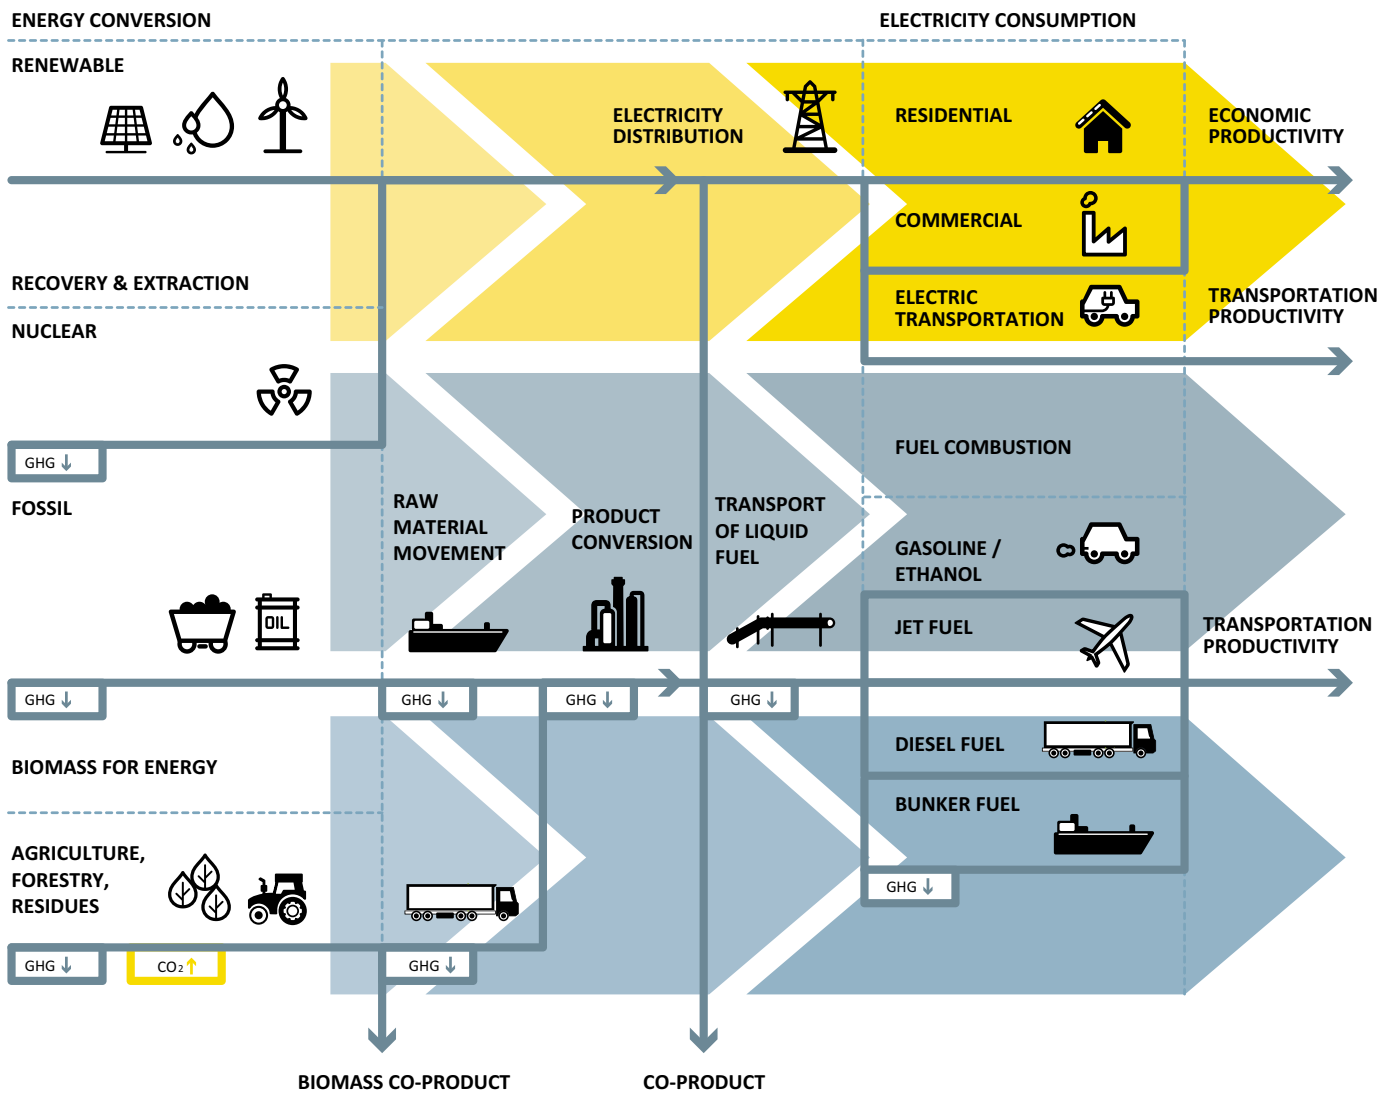 ENERGY CONVERSION
ELECTRICITY CONSUMPTION
RENEWABLE
ELECTRICITY
DISTRIBUTION
RESIDENTIAL
ECONOMIC
PRODUCTIVITY
COMMERCIAL
RECOVERY & EXTRACTION
ELECTRIC
TRANSPORTATION
TRANSPORTATION
PRODUCTIVITY
NUCLEAR
GHG ↓
FUEL COMBUSTION
FOSSIL
RAW
MATERIAL
MOVEMENT
PRODUCT
CONVERSION
TRANSPORT
OF LIQUID
FUEL
GASOLINE /
ETHANOL
OIL
JET FUEL
TRANSPORTATION
PRODUCTIVITY
GHG ↓
GHG ↓
GHG ↓
GHG ↓
DIESEL FUEL
BIOMASS FOR ENERGY
BUNKER FUEL
AGRICULTURE,
FORESTRY,
RESIDUES
GHG ↓
GHG ↓
CO2 ↑
GHG ↓
BIOMASS CO-PRODUCT
CO-PRODUCT